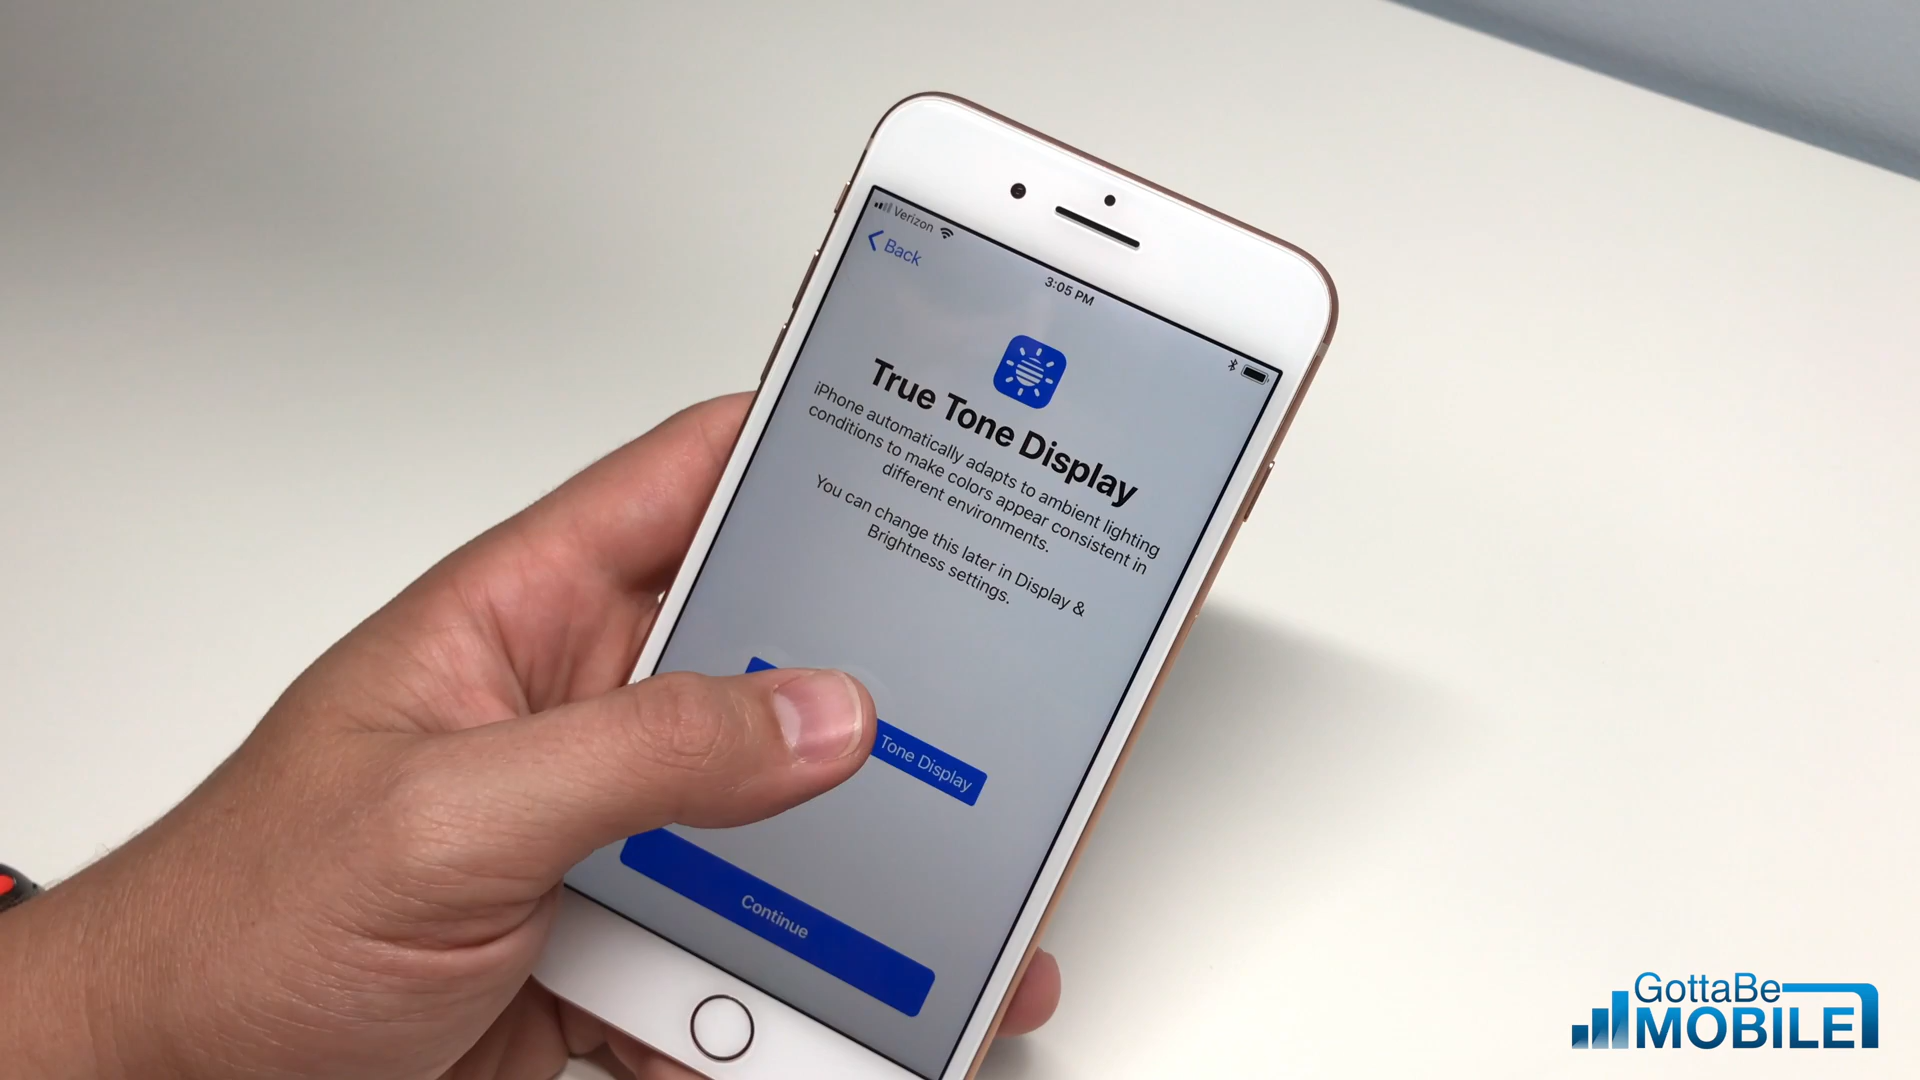 Verizon
Back
3:05 PM
True Tone Display
iPhone automatically adapts to ambient lighting
conditions to make colors appear consistent in
different environments.
You can change this later in Display &
Brightness settings.
Tone Display
Continue
GottaBe
MOBILE